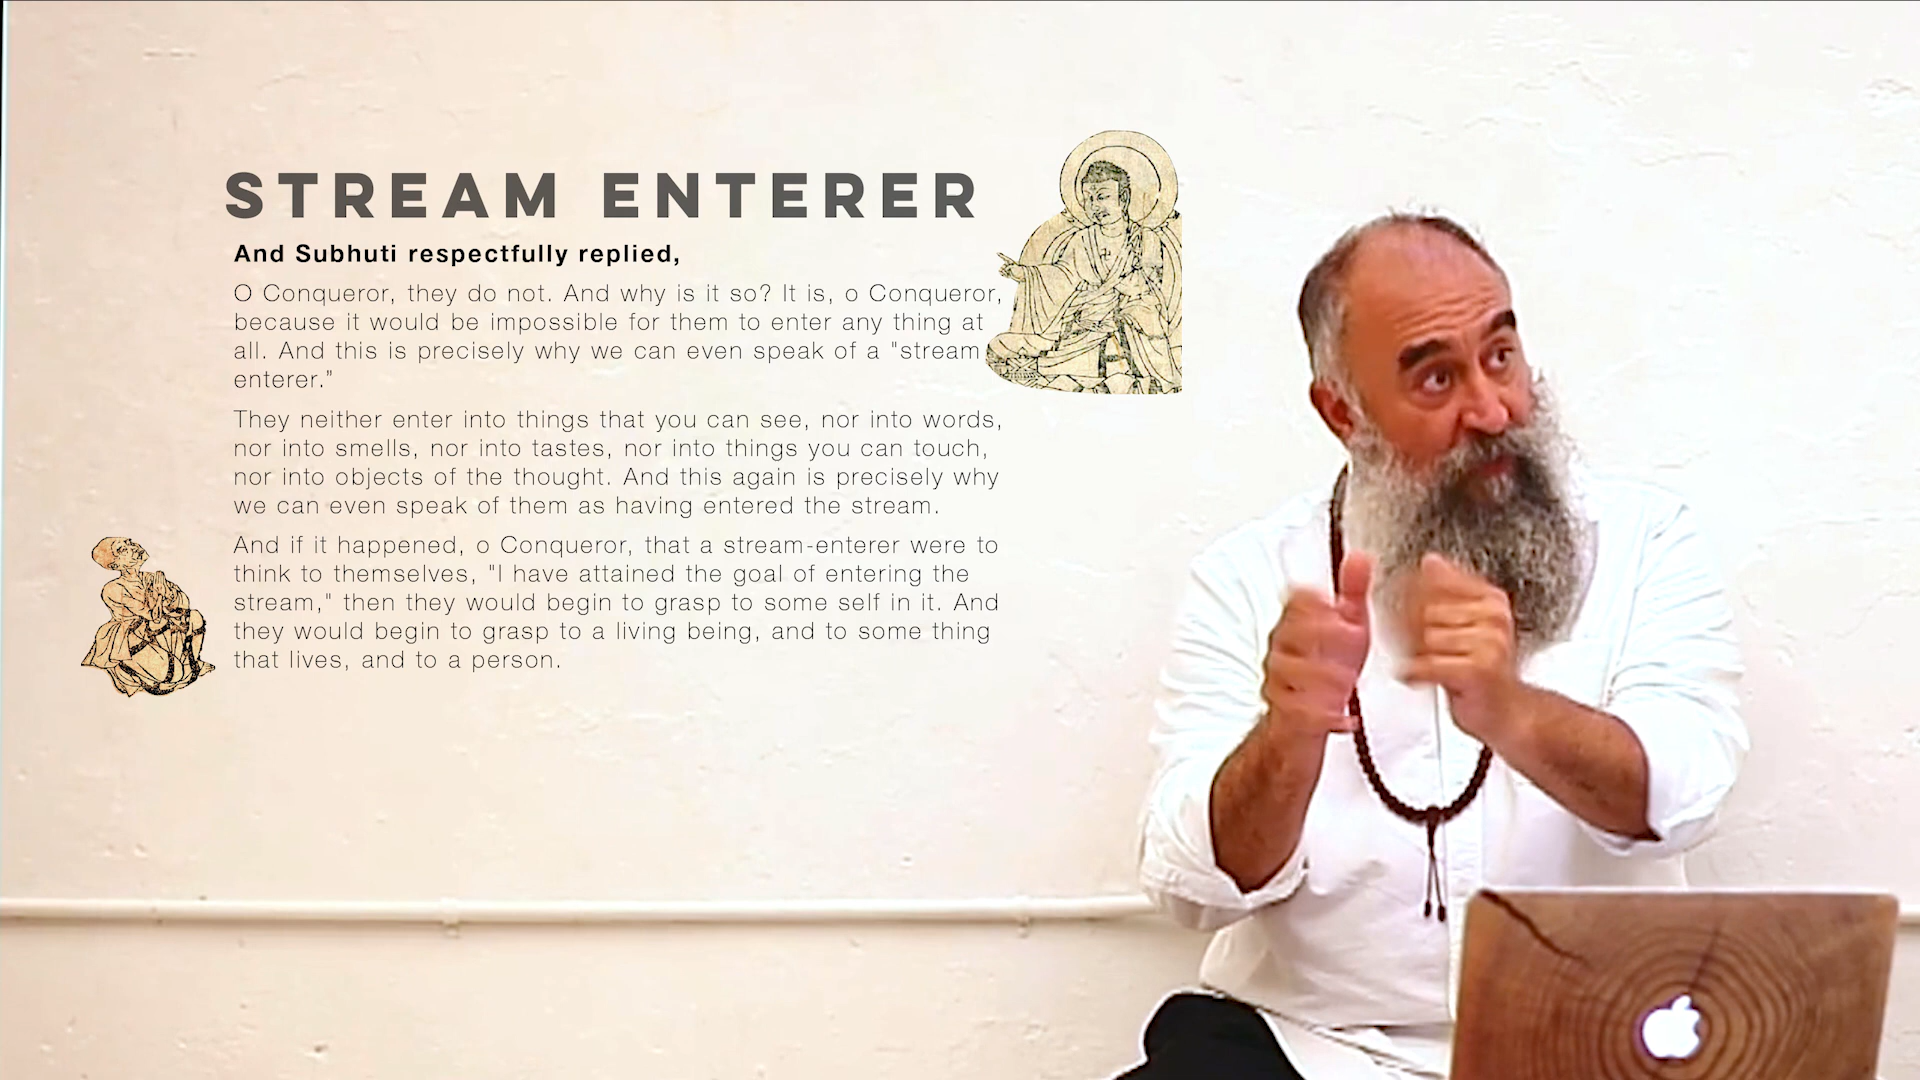 STREAM ENTERER
And Subhuti respectfully replied,
O Conqueror, they do not. And why is it so? It is, o Conqueror,
because it would be impossible for them to enter any thing at
all. And this is precisely why we can even speak of a "stream
enterer."
They neither enter into things that you can see, nor into words,
nor into smells, nor into tastes, nor into things you can touch,
nor into objects of the thought. And this again is precisely why
we can even speak of them as having entered the stream.
And if it happened, o Conqueror, that a stream-enterer were to
think to themselves, "I have attained the goal of entering the
stream," then they would begin to grasp to some self in it. And
they would begin to grasp to a living being, and to some thing
that lives, and to a person.